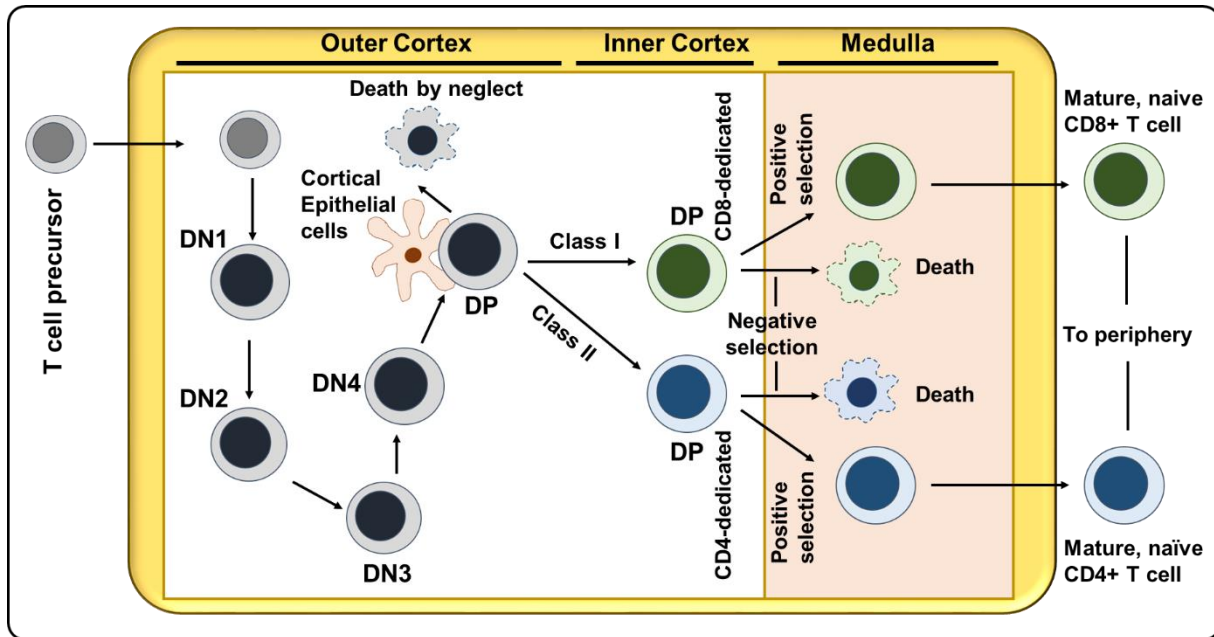 Outer Cortex
Inner Cortex
Medulla
T cell precursor
Death by neglect
Cortical
Epithelial
cells
DN1
DN2
DN3
DN4
DP
Class I
Class II
DP
CD8-dedicated
DP
CD4-dedicated
Positive
selection
Death
Negative
selection
Death
Positive
selection
Mature, naive
CD8+ T cell
To periphery
Mature, naïve
CD4+ T cell